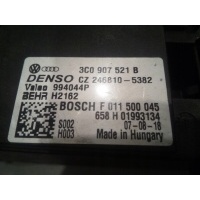 3C0 907 521 B
DENSO CZ 246810-5382
Valeo 994044P
BEHR H2162
BOSCH F 011 500 045
658 H 01993134
S002 07-08-18
H003 Made in Hungary